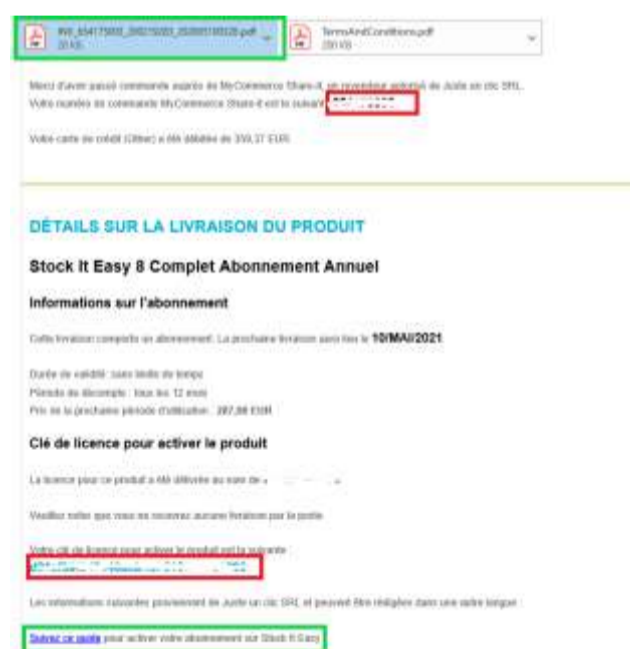 TermsAndConditions.pdf
Merci d'avoir passé commande auprès de MyCommerce Share-it, un revendeur autorisé de Juste un clic SRL.
Votre numéro de commande MyCommerce Share-it est le suivant
Votre carte de crédit (Other) a été débitée de EUR
DÉTAILS SUR LA LIVRAISON DU PRODUIT
Stock It Easy 8 Complet Abonnement Annuel
Informations sur l'abonnement
Cette livraison comporte un abonnement. La prochaine livraison aura lieu le 10/MAI/2021
Durée de validité : sans limite de temps
Période de décompte : tous les 12 mois
Prix de la prochaine période d'utilisation : EUR
Clé de licence pour activer le produit
La licence pour ce produit a été délivrée au nom de
Veuillez noter que vous ne recevrez aucune livraison par la poste
Votre clé de licence pour activer le produit est la suivante
Les informations suivantes proviennent de Juste un clic SRL et peuvent être rédigées dans une autre langue
Suivez ce guide pour activer votre abonnement sur Stock It Easy